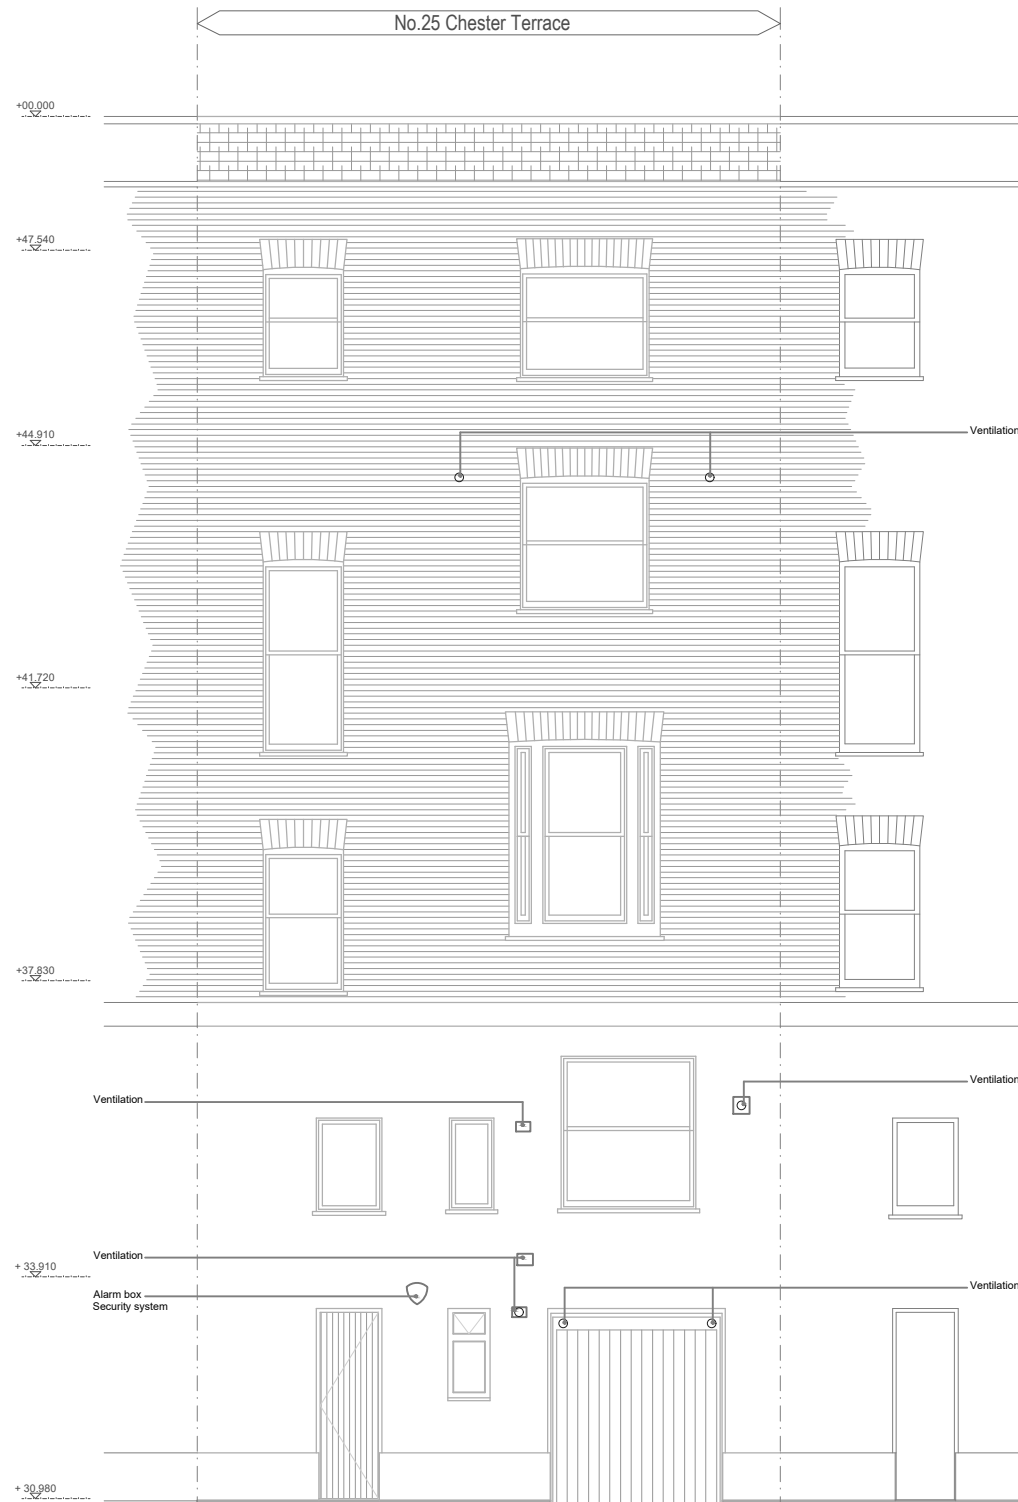 No.25 Chester Terrace
+00.000
+47.540
+44.910
Ventilation
+41.720
+37.830
Ventilation
Ventilation
Ventilation
+ 33.910
Ventilation
Alarm box
Security system
+ 30.980